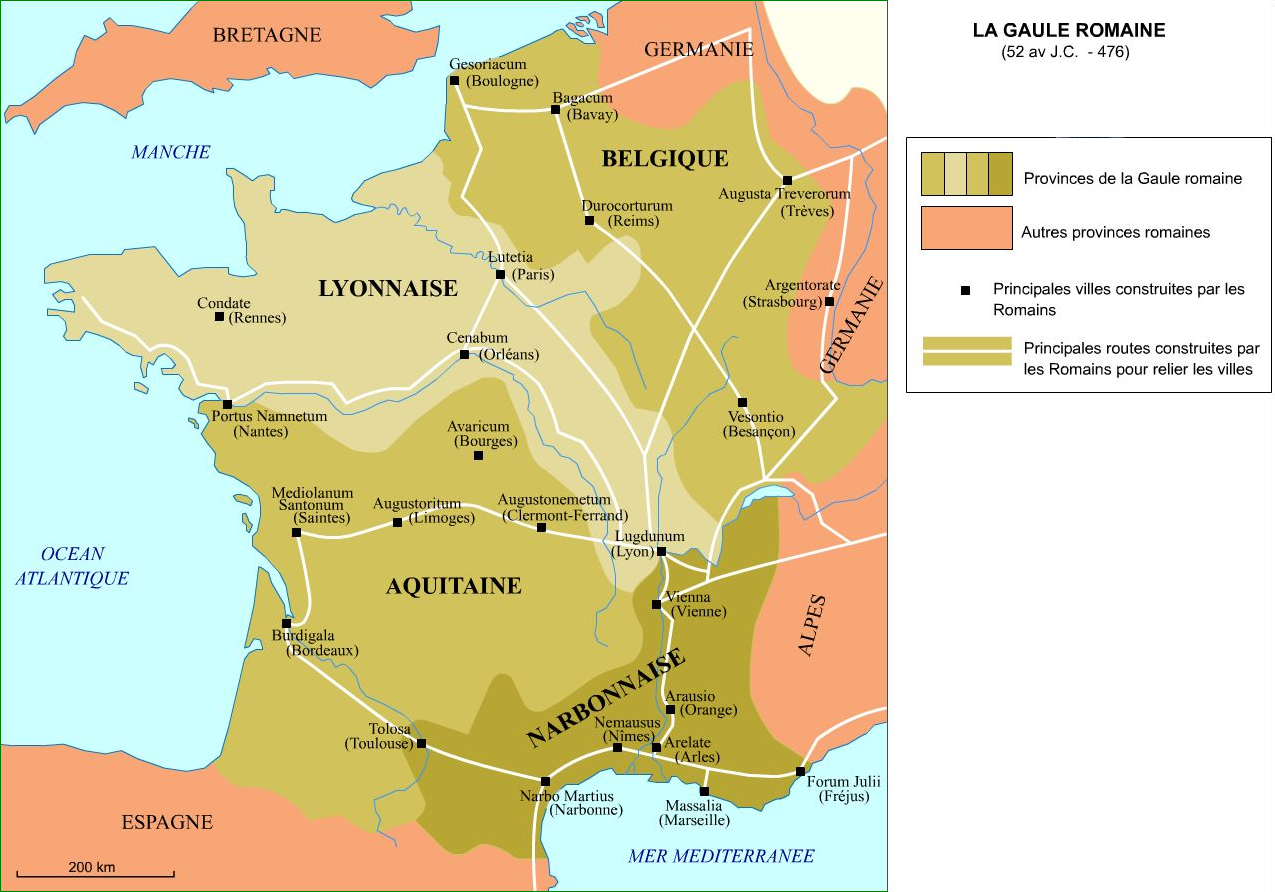 LA GAULE ROMAINE
(52 av J.C.  - 476)
Provinces de la Gaule romaine
Autres provinces romaines
Principales villes construites par les
Romains
Principales routes construites par
les Romains pour relier les villes
BRETAGNE
GERMANIE
Gesoriacum
(Boulogne)
Bagacum
(Bavay)
MANCHE
BELGIQUE
Augusta Treverorum
(Trèves)
Durocorturum
(Reims)
Lutetia
(Paris)
LYONNAISE
Argentorate
(Strasbourg)
GERMANIE
Condate
(Rennes)
Cenabum
(Orléans)
Portus Namnetum
(Nantes)
Avaricum
(Bourges)
Vesontio
(Besançon)
Mediolanum
Santonum
(Saintes)
Augustoritum
(Limoges)
Augustonemetum
(Clermont-Ferrand)
Lugdunum
(Lyon)
OCEAN
ATLANTIQUE
AQUITAINE
Vienna
(Vienne)
ALPES
Burdigala
(Bordeaux)
NARBONNAISE
Arausio
(Orange)
Tolosa
(Toulouse)
Nemausus
(Nîmes)
Arelate
(Arles)
Narbo Martius
(Narbonne)
Massalia
(Marseille)
Forum Julii
(Fréjus)
ESPAGNE
MER MEDITERRANEE
200 km